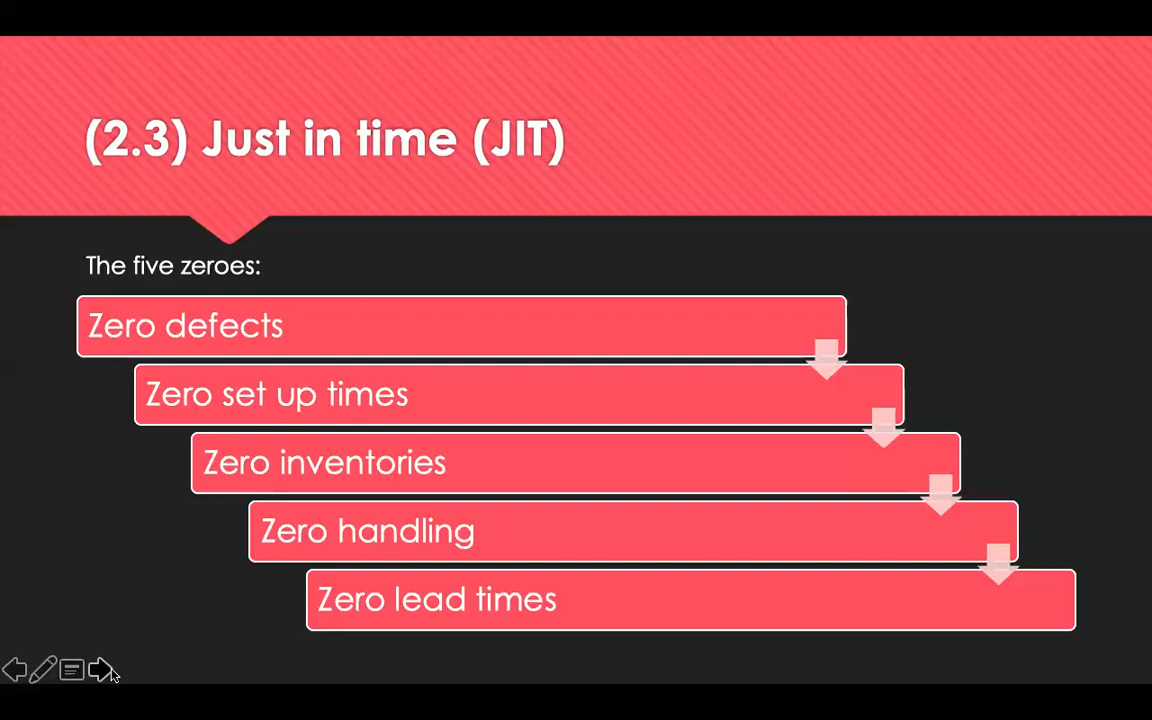 (2.3) Just in time (JIT)
The five zeroes:
Zero defects
Zero set up times
Zero inventories
Zero handling
Zero lead times